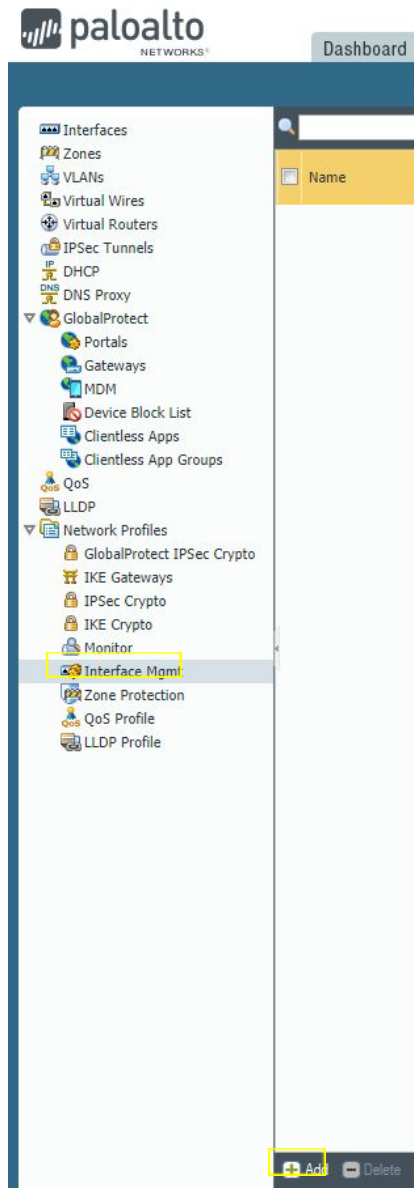 paloalto
NETWORKS®
Dashboard
Interfaces
Name
Zones
VLANs
Virtual Wires
Virtual Routers
IPSec Tunnels
DHCP
DNS Proxy
GlobalProtect
Portals
Gateways
MDM
Device Block List
Clientless Apps
Clientless App Groups
QoS
LLDP
Network Profiles
GlobalProtect IPSec Crypto
IKE Gateways
IPSec Crypto
IKE Crypto
Monitor
Interface Mgmt
Zone Protection
QoS Profile
LLDP Profile
Add Delete